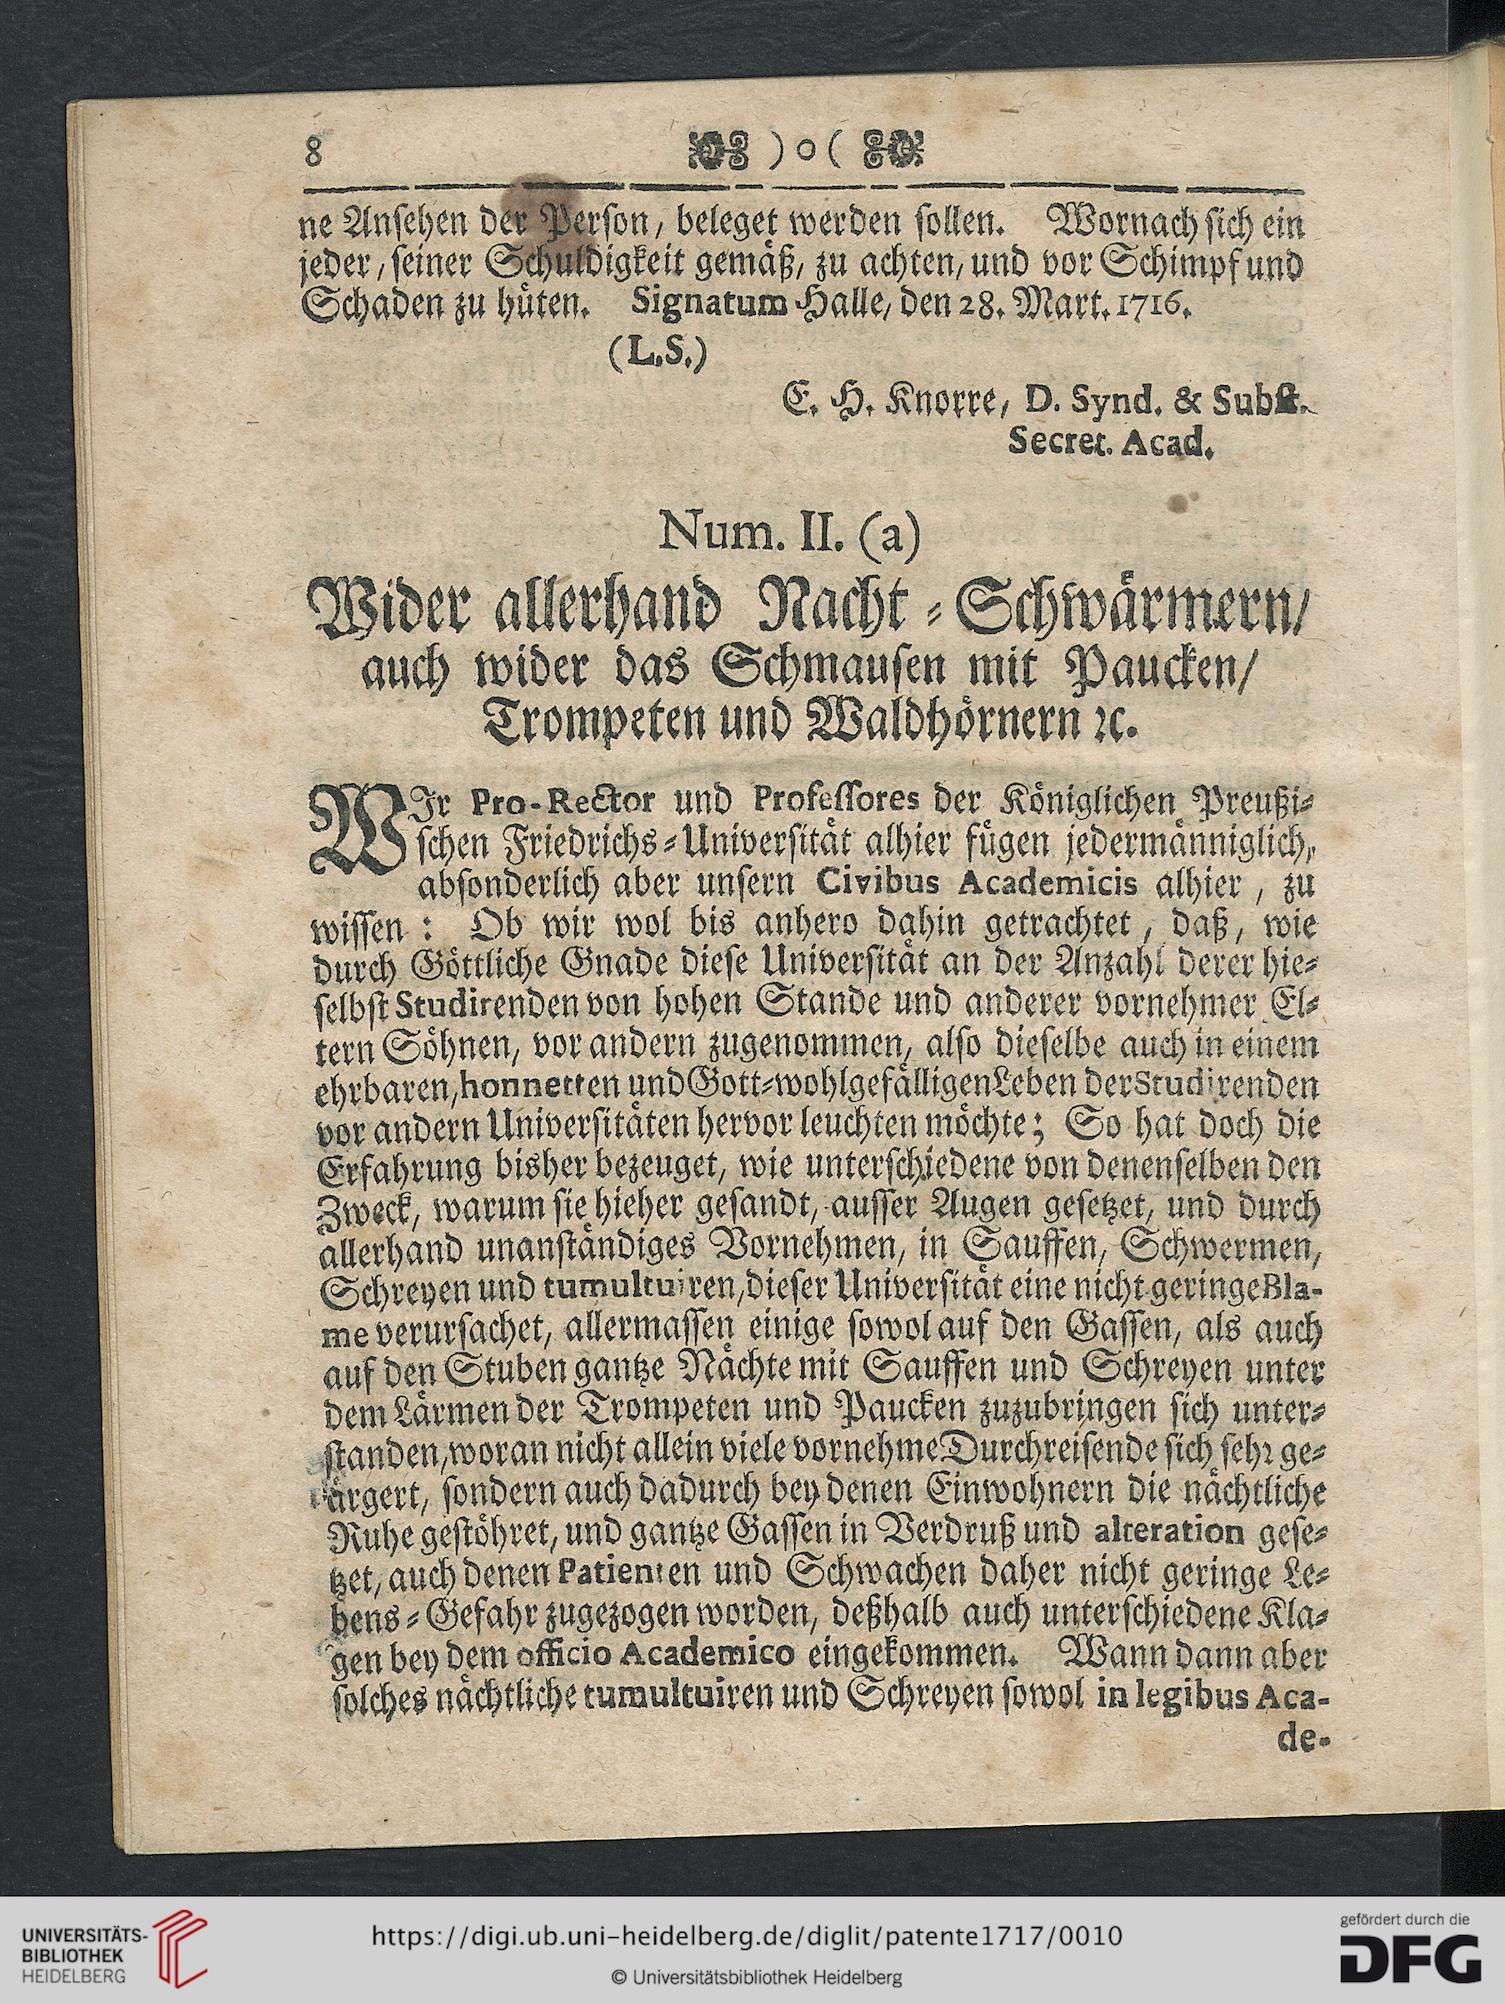 8 ) o (
ne Ansehen der Person, beleget werden sollen. Wornach sich ein
jeder, seiner Schuldigkeit gemäß, zu achten, und vor Schimpf und
Schaden zu hüten. Signatum Halle, den 28. Mart. 1716.
(L.S.)
E. H. Knorre, D. Synd. & Subst.
Secret. Acad.
Num. II. (a)
Wider allerhand Nacht-Schwärmern/
auch wider das Schmausen mit Paucken/
Trompeten und Waldhörnern ꝛc.
WJr Pro-Rector und Professores der Königlichen Preußi-
schen Friedrichs-Universität alhier fügen jedermänniglich,
absonderlich aber unsern Civibus Academicis alhier, zu
wissen: Ob wir wol bis anhero dahin getrachtet, daß, wie
durch Göttliche Gnade diese Universität an der Anzahl derer hie-
selbst Studirenden von hohen Stande und anderer vornehmer El-
tern Söhnen, vor andern zugenommen, also dieselbe auch in einem
ehrbaren, honnetten und Gott-wohlgefälligen Leben der Studirenden
vor andern Universitäten hervor leuchten möchte; So hat doch die
Erfahrung bisher bezeuget, wie unterschiedene von denenselben den
Zweck, warum sie hieher gesandt, ausser Augen gesetzet, und durch
allerhand unanständiges Vornehmen, in Sauffen, Schwermen,
Schreyen und tumultuiren, dieser Universität eine nicht geringe Bla-
me verursachet, allermassen einige sowol auf den Gassen, als auch
auf den Stuben gantze Nächte mit Sauffen und Schreyen unter
dem Lärmen der Trompeten und Paucken zuzubringen sich unter-
standen, woran nicht allein viele vornehme Durchreisende sich sehr ge-
ärgert, sondern auch dadurch bey denen Einwohnern die nächtliche
Ruhe gestöhret, und gantze Gassen in Verdruß und alteration gese-
tzet, auch denen Patienten und Schwachen daher nicht geringe Le-
bens-Gefahr zugezogen worden, deßhalb auch unterschiedene Kla-
gen bey dem officio Academico eingekommen. Wann dann aber
solches nächtliche tumultuiren und Schreyen sowol in legibus Aca-
de-
UNIVERSITÄTS-
BIBLIOTHEK
HEIDELBERG
https://digi.ub.uni-heidelberg.de/diglit/patente1717/0010
© Universitätsbibliothek Heidelberg
gefördert durch die
DFG